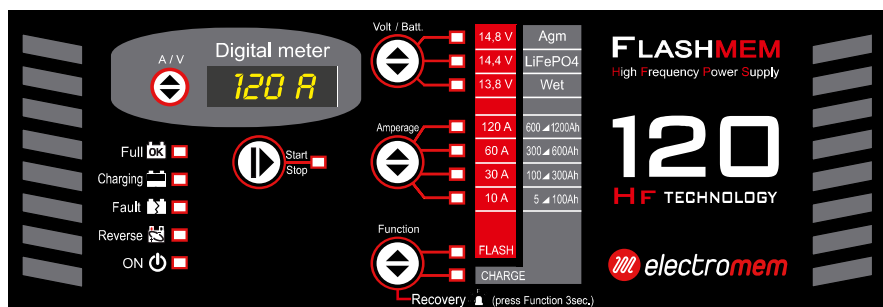 Digital meter
A / V
120 A
Full OK
Charging
Fault
Reverse
ON
Start
Stop
Volt / Batt.
14,8 V Agm
14,4 V LiFePO4
13,8 V Wet
Amperage
120 A 600 ◢ 1200Ah
60 A 300 ◢ 600Ah
30 A 100 ◢ 300Ah
10 A 5 ◢ 100Ah
Function
FLASH
CHARGE
Recovery (press Function 3sec.)
FLASHMEM
High Frequency Power Supply
120
HF TECHNOLOGY
electromem